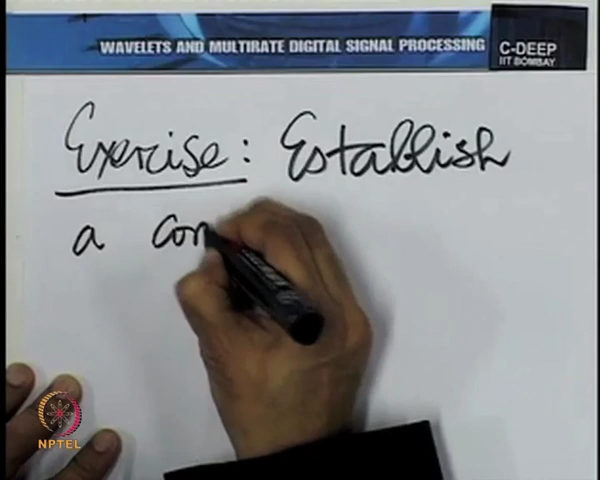 WAVELETS AND MULTIRATE DIGITAL SIGNAL PROCESSING
C-DEEP
IIT BOMBAY
Exercise: Establish
a con
NPTEL